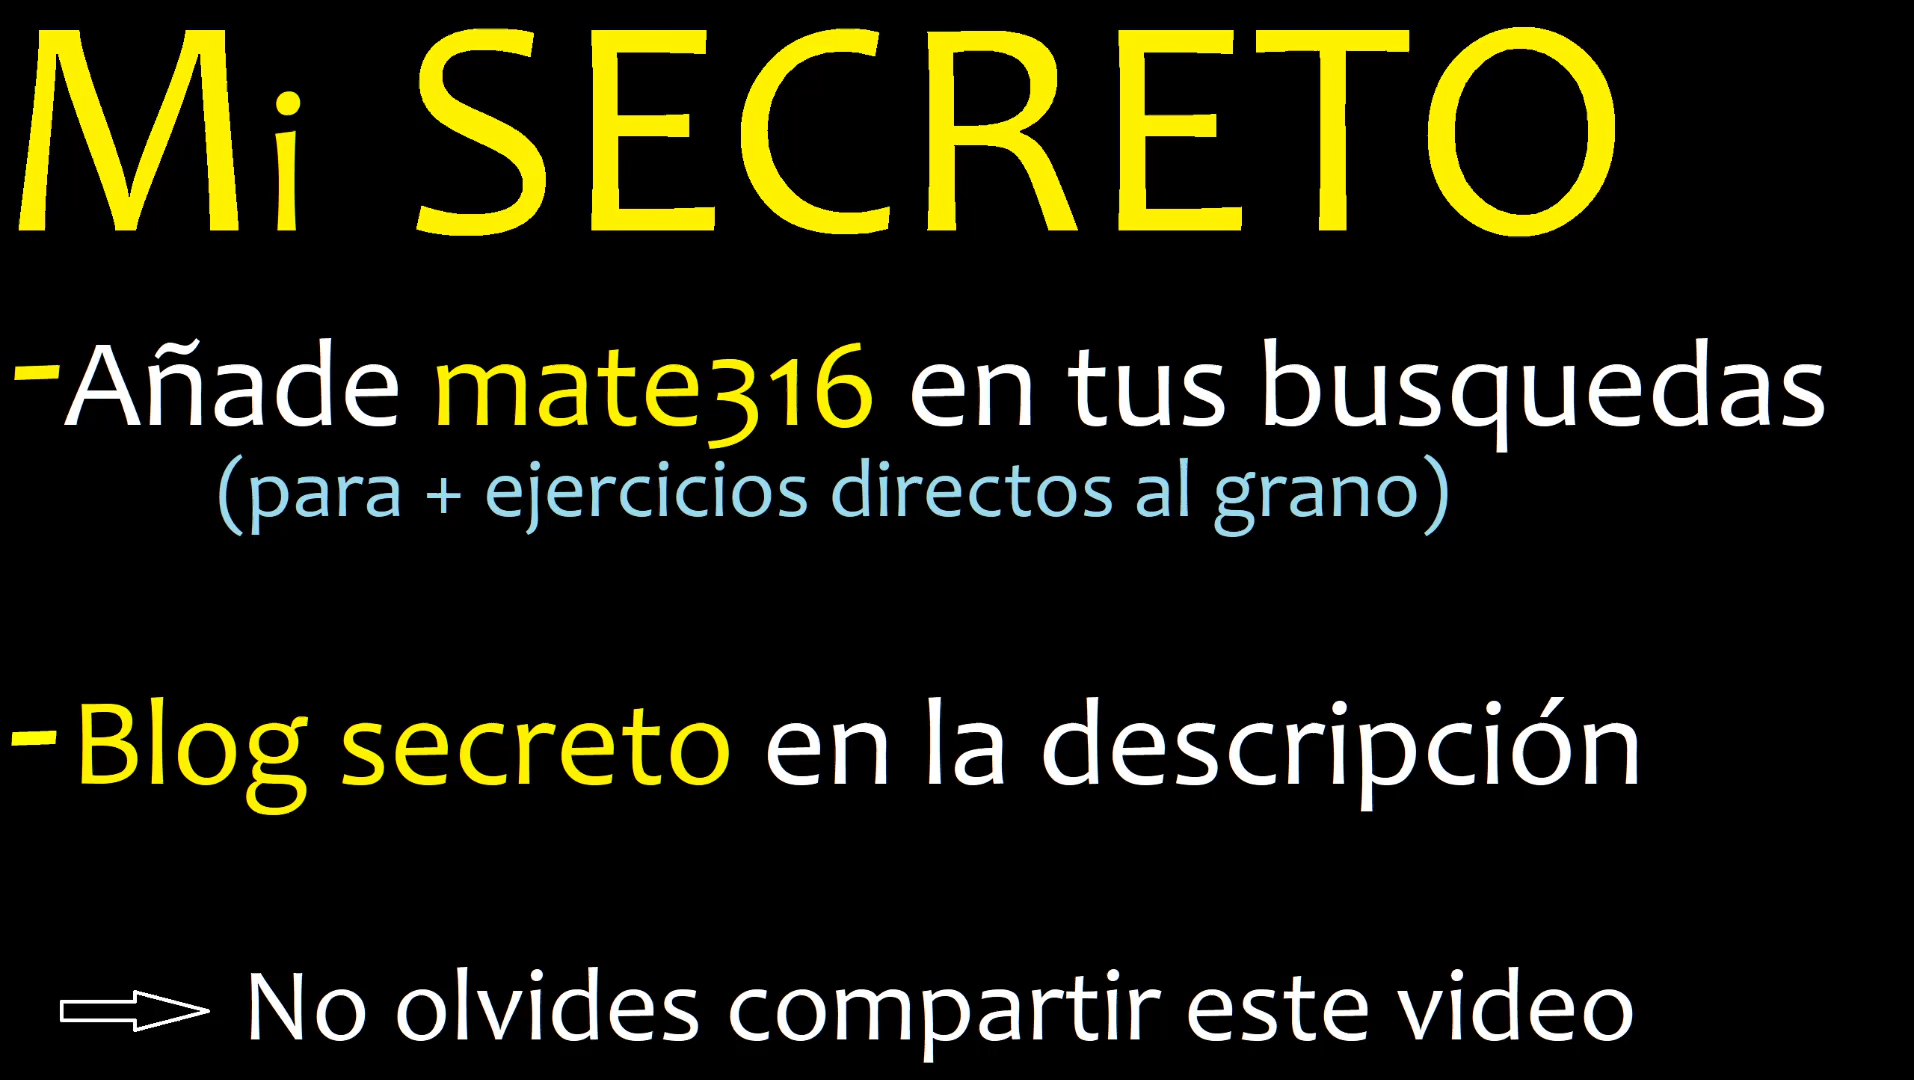 Mi SECRETO
-Añade mate316 en tus busquedas
(para + ejercicios directos al grano)
-Blog secreto en la descripción
No olvides compartir este video